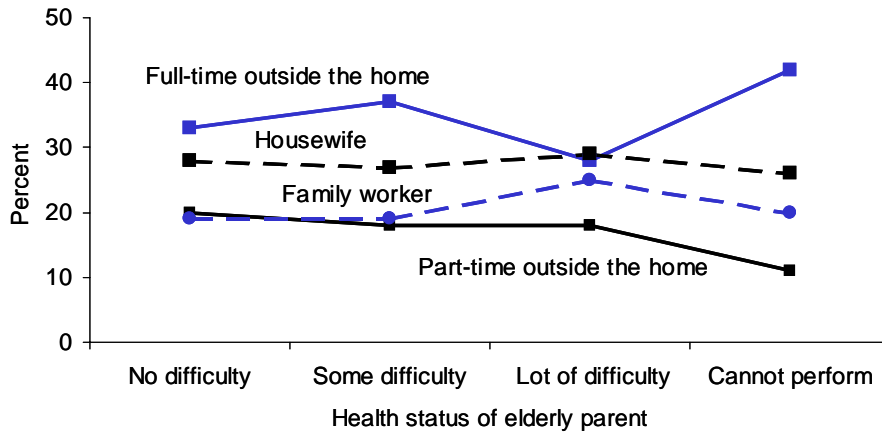 50
40
30
20
10
0
Percent
Full-time outside the home
Housewife
Family worker
Part-time outside the home
No difficulty
Some difficulty
Lot of difficulty
Cannot perform
Health status of elderly parent